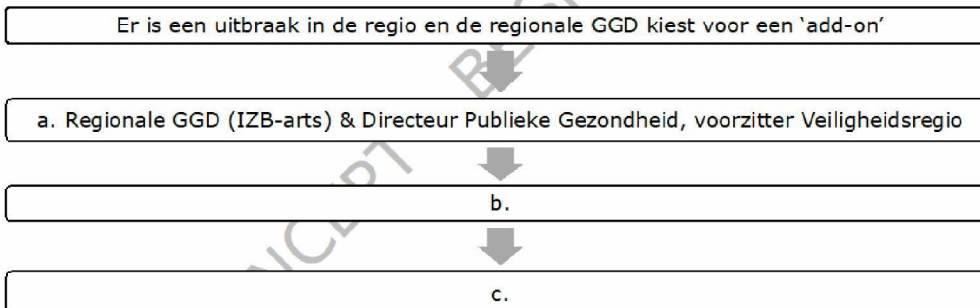 Er is een uitbraak in de regio en de regionale GGD kiest voor een ‘add-on’
a. Regionale GGD (IZB-arts) & Directeur Publieke Gezondheid, voorzitter Veiligheidsregio
b.
c.